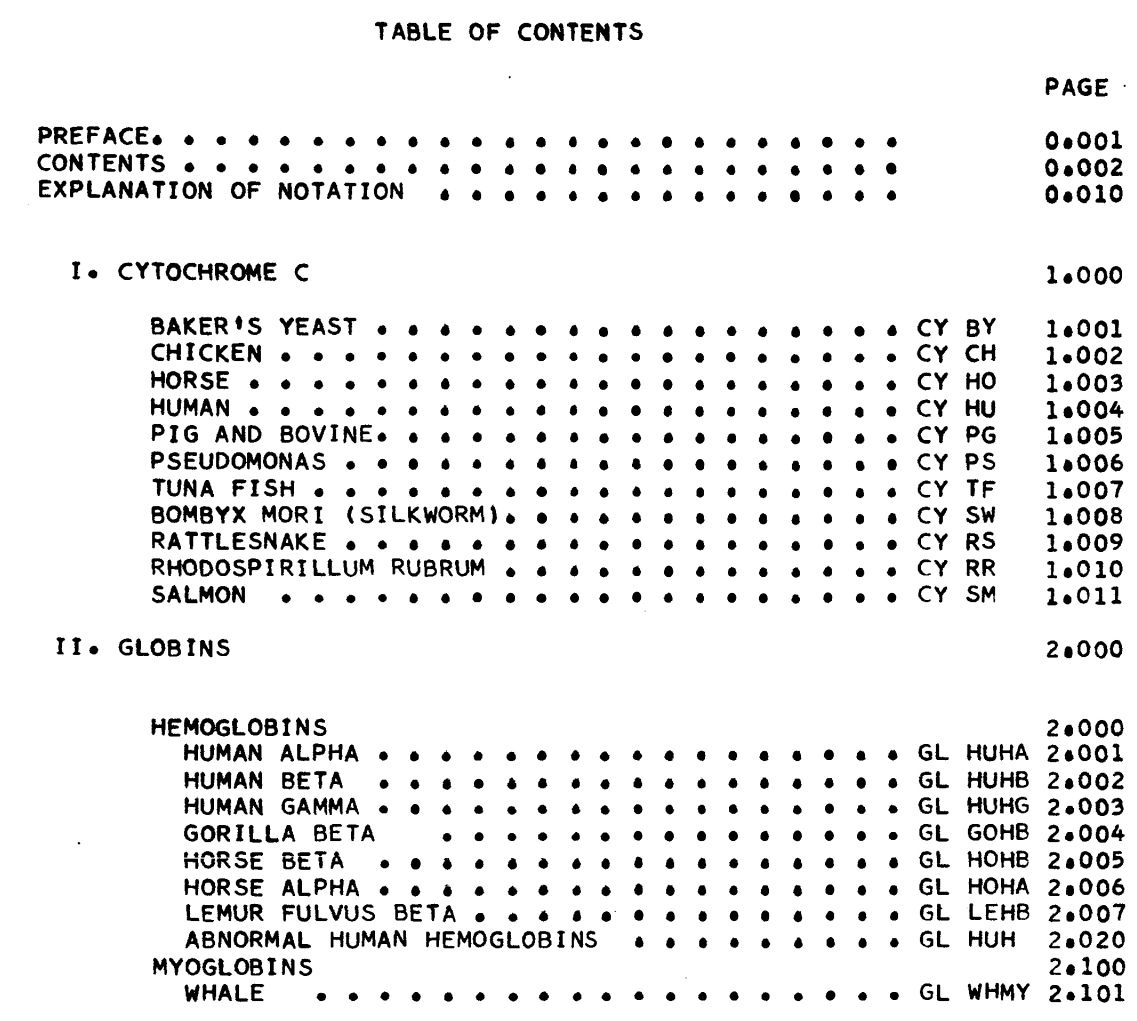 TABLE OF CONTENTS
PAGE
PREFACE. . . . . . . . . . . . . . . . . . . . . . . . 0.001
CONTENTS . . . . . . . . . . . . . . . . . . . . . . . 0.002
EXPLANATION OF NOTATION . . . . . . . . . . . . . . . 0.010
I. CYTOCHROME C 1.000
BAKER'S YEAST . . . . . . . . . . . . . . . . . CY BY 1.001
CHICKEN . . . . . . . . . . . . . . . . . . . . CY CH 1.002
HORSE . . . . . . . . . . . . . . . . . . . . . CY HO 1.003
HUMAN . . . . . . . . . . . . . . . . . . . . . CY HU 1.004
PIG AND BOVINE. . . . . . . . . . . . . . . . . CY PG 1.005
PSEUDOMONAS . . . . . . . . . . . . . . . . . . CY PS 1.006
TUNA FISH . . . . . . . . . . . . . . . . . . . CY TF 1.007
BOMBYX MORI (SILKWORM). . . . . . . . . . . . . CY SW 1.008
RATTLESNAKE . . . . . . . . . . . . . . . . . . CY RS 1.009
RHODOSPIRILLUM RUBRUM . . . . . . . . . . . . . CY RR 1.010
SALMON . . . . . . . . . . . . . . . . . . . . CY SM 1.011
II. GLOBINS 2.000
HEMOGLOBINS 2.000
HUMAN ALPHA . . . . . . . . . . . . . . . . . GL HUHA 2.001
HUMAN BETA . . . . . . . . . . . . . . . . . GL HUHB 2.002
HUMAN GAMMA . . . . . . . . . . . . . . . . . GL HUHG 2.003
GORILLA BETA . . . . . . . . . . . . . . . GL GOHB 2.004
HORSE BETA . . . . . . . . . . . . . . . . . GL HOHB 2.005
HORSE ALPHA . . . . . . . . . . . . . . . . . GL HOHA 2.006
LEMUR FULVUS BETA . . . . . . . . . . . . . . GL LEHB 2.007
ABNORMAL HUMAN HEMOGLOBINS . . . . . . . . . GL HUH 2.020
MYOGLOBINS 2.100
WHALE . . . . . . . . . . . . . . . . . . . GL WHMY 2.101